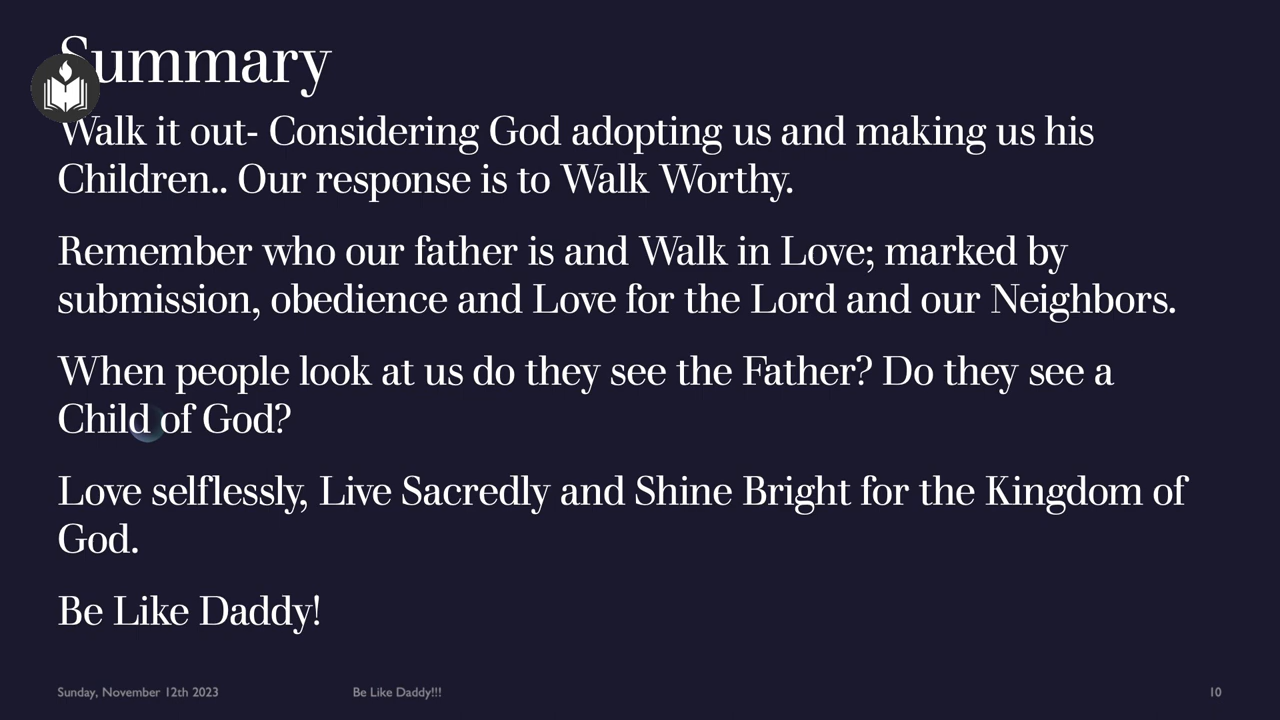 Summary
Walk it out- Considering God adopting us and making us his
Children.. Our response is to Walk Worthy.
Remember who our father is and Walk in Love; marked by
submission, obedience and Love for the Lord and our Neighbors.
When people look at us do they see the Father? Do they see a
Child of God?
Love selflessly, Live Sacredly and Shine Bright for the Kingdom of
God.
Be Like Daddy!
Sunday, November 12th 2023 Be Like Daddy!!! 10